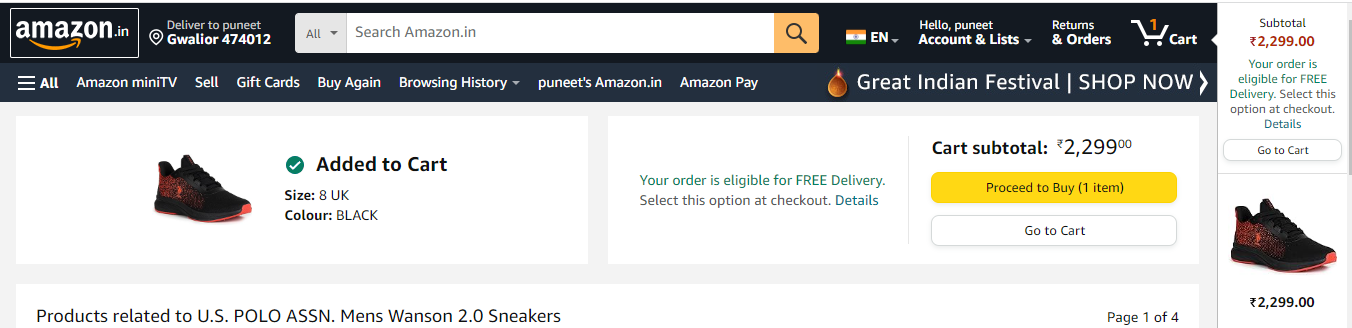 amazon.in
Deliver to puneet
Gwalior 474012
All
Search Amazon.in
EN
Hello, puneet
Account & Lists
Returns
& Orders
1
Cart
All
Amazon miniTV
Sell
Gift Cards
Buy Again
Browsing History
puneet's Amazon.in
Amazon Pay
Great Indian Festival | SHOP NOW
Subtotal
₹2,299.00
Your order is
eligible for FREE
Delivery. Select this
option at checkout.
Details
Go to Cart
₹2,299.00
Added to Cart
Size: 8 UK
Colour: BLACK
Your order is eligible for FREE Delivery.
Select this option at checkout. Details
Cart subtotal: ₹2,29900
Proceed to Buy (1 item)
Go to Cart
Products related to U.S. POLO ASSN. Mens Wanson 2.0 Sneakers
Page 1 of 4